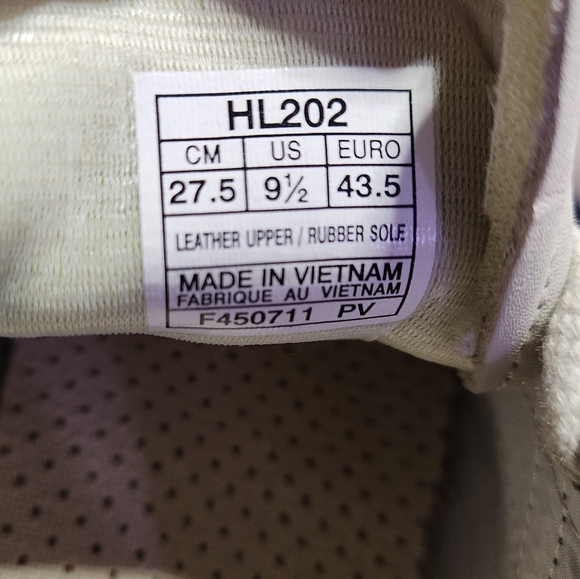 HL202
CM US EURO
27.5 9½ 43.5
LEATHER UPPER / RUBBER SOLE
MADE IN VIETNAM
FABRIQUE AU VIETNAM
F450711 PV